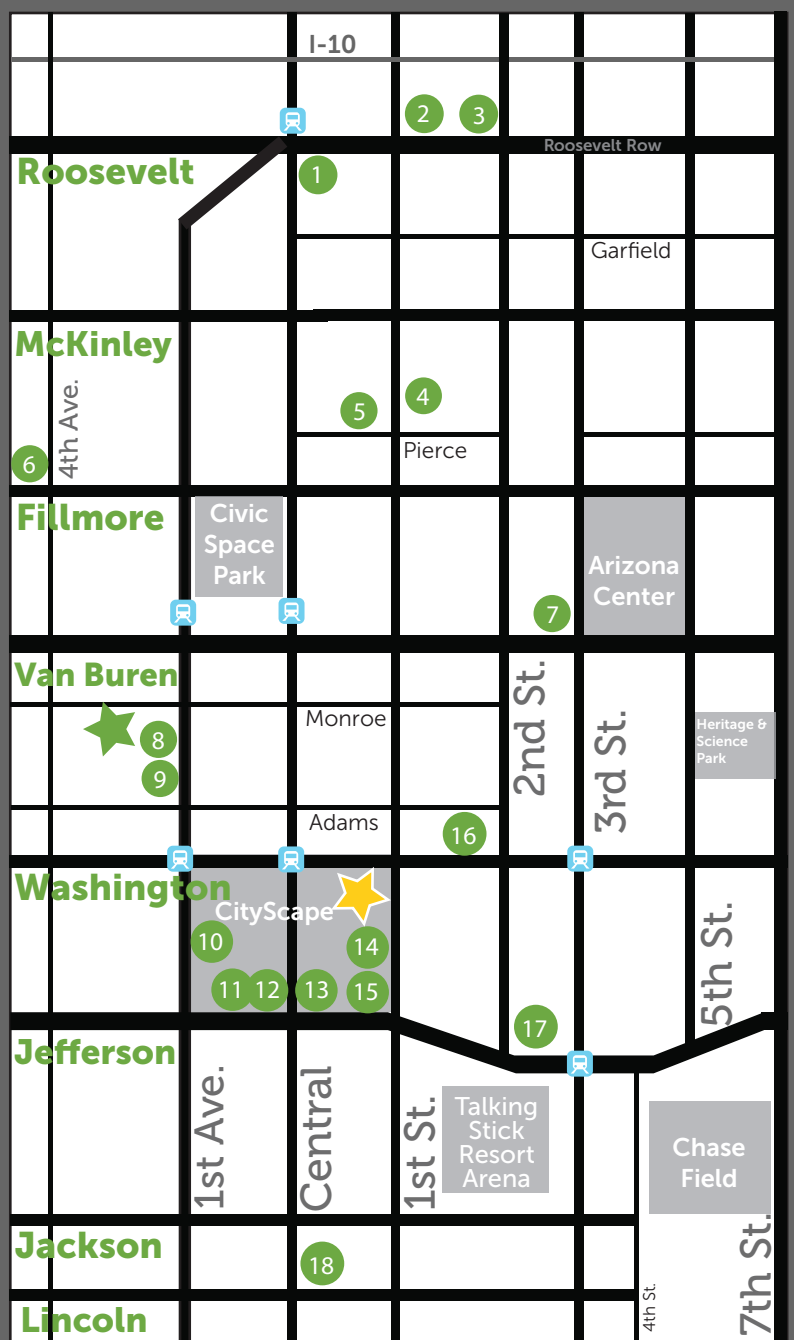 I-10
2
3
Roosevelt Row
Roosevelt
1
Garfield
McKinley
4th Ave.
5
4
6
Pierce
Fillmore
Civic
Space
Park
Arizona
Center
7
Van Buren
2nd St.
3rd St.
Monroe
Heritage &
Science
Park
8
9
Adams
16
Washington
CityScape
10
14
11
12
13
15
5th St.
17
Jefferson
1st Ave.
Central
1st St.
Talking
Stick
Resort
Arena
Chase
Field
Jackson
18
7th St.
4th St.
Lincoln